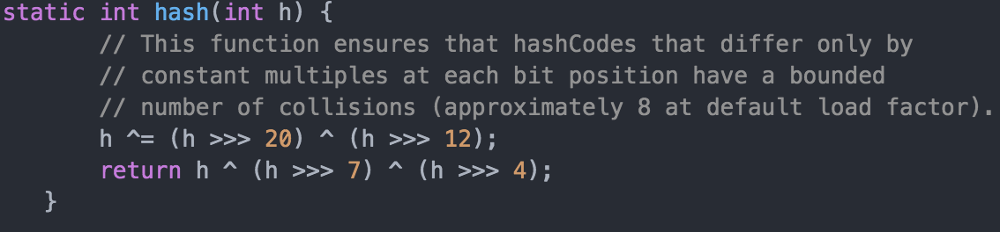 static int hash(int h) {
// This function ensures that hashCodes that differ only by
// constant multiples at each bit position have a bounded
// number of collisions (approximately 8 at default load factor).
h ^= (h >>> 20) ^ (h >>> 12);
return h ^ (h >>> 7) ^ (h >>> 4);
}